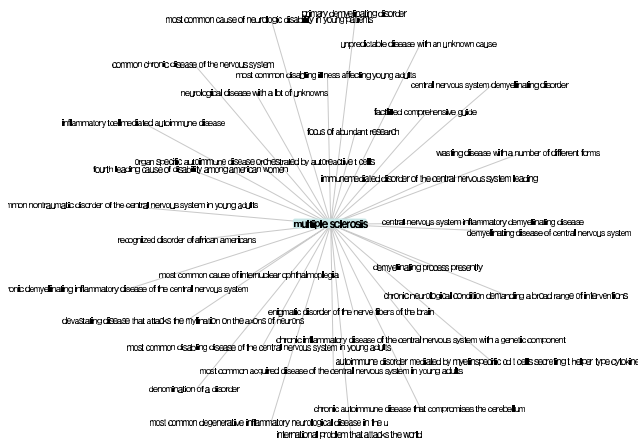 primary demyelinating disorder
most common cause of neurologic disability in young patients
unpredictable disease with an unknown cause
common chronic disease of the nervous system
most common disabling illness affecting young adults
central nervous system demyelinating disorder
neurological disease with a lot of unknowns
factfilled comprehensive guide
inflammatory tcellmediated autoimmune disease
focus of abundant research
wasting disease with a number of different forms
organ specific autoimmune disease orchestrated by autoreactive t cells
fourth leading cause of disability among american women
immunemediated disorder of the central nervous system leading
mmon nontraumatic disorder of the central nervous system in young adults
multiple sclerosis
central nervous system inflammatory demyelinating disease
demyelinating disease of central nervous system
recognized disorder of african americans
demyelinating process presently
most common cause of internuclear ophthalmoplegia
ronic demyelinating inflammatory disease of the central nervous system
chronic neurological condition demanding a broad range of interventions
enigmatic disorder of the nerve fibers of the brain
devastating disease that attacks the mylination on the axons of neurons
chronic inflammatory disease of the central nervous system with a genetic component
most common disabling disease of the central nervous system in young adults
autoimmune disorder mediated by myelinspecific cd t cells secreting t helper type cytokine
most common acquired disease of the central nervous system in young adults
denomination of a disorder
chronic autoimmune disease that compromises the cerebellum
most common degenerative inflammatory neurological disease in the u
international problem that attacks the world